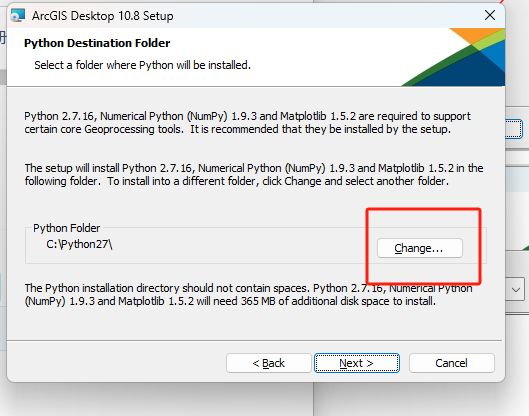 ArcGIS Desktop 10.8 Setup
Python Destination Folder
Select a folder where Python will be installed.
Python 2.7.16, Numerical Python (NumPy) 1.9.3 and Matplotlib 1.5.2 are required to support
certain core Geoprocessing tools. It is recommended that they be installed by the setup.
The setup will install Python 2.7.16, Numerical Python (NumPy) 1.9.3 and Matplotlib 1.5.2 in the
following folder. To install into a different folder, click Change and select another folder.
Python Folder
C:\Python27\
Change...
The Python installation directory should not contain spaces. Python 2.7.16, Numerical Python
(NumPy) 1.9.3 and Matplotlib 1.5.2 will need 365 MB of additional disk space to install.
< Back
Next >
Cancel